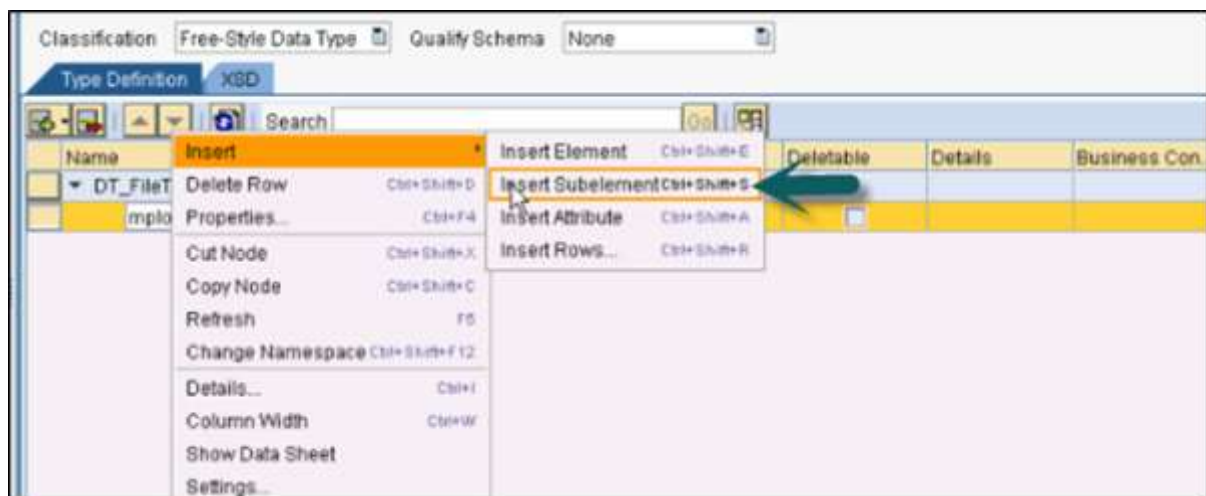 Classification Free-Style Data Type Qualify Schema None
Type Definition XSD
Search Go
Name Deletable Details Business Con.
DT_FileT
mplo
Insert
Delete Row Ctrl+Shift+D
Properties... Ctrl+F4
Cut Node Ctrl+Shift+X
Copy Node Ctrl+Shift+C
Refresh F5
Change Namespace Ctrl+Shift+F12
Details... Ctrl+I
Column Width Ctrl+W
Show Data Sheet
Settings...
Insert Element Ctrl+Shift+E
Insert Subelement Ctrl+Shift+S
Insert Attribute Ctrl+Shift+A
Insert Rows... Ctrl+Shift+R